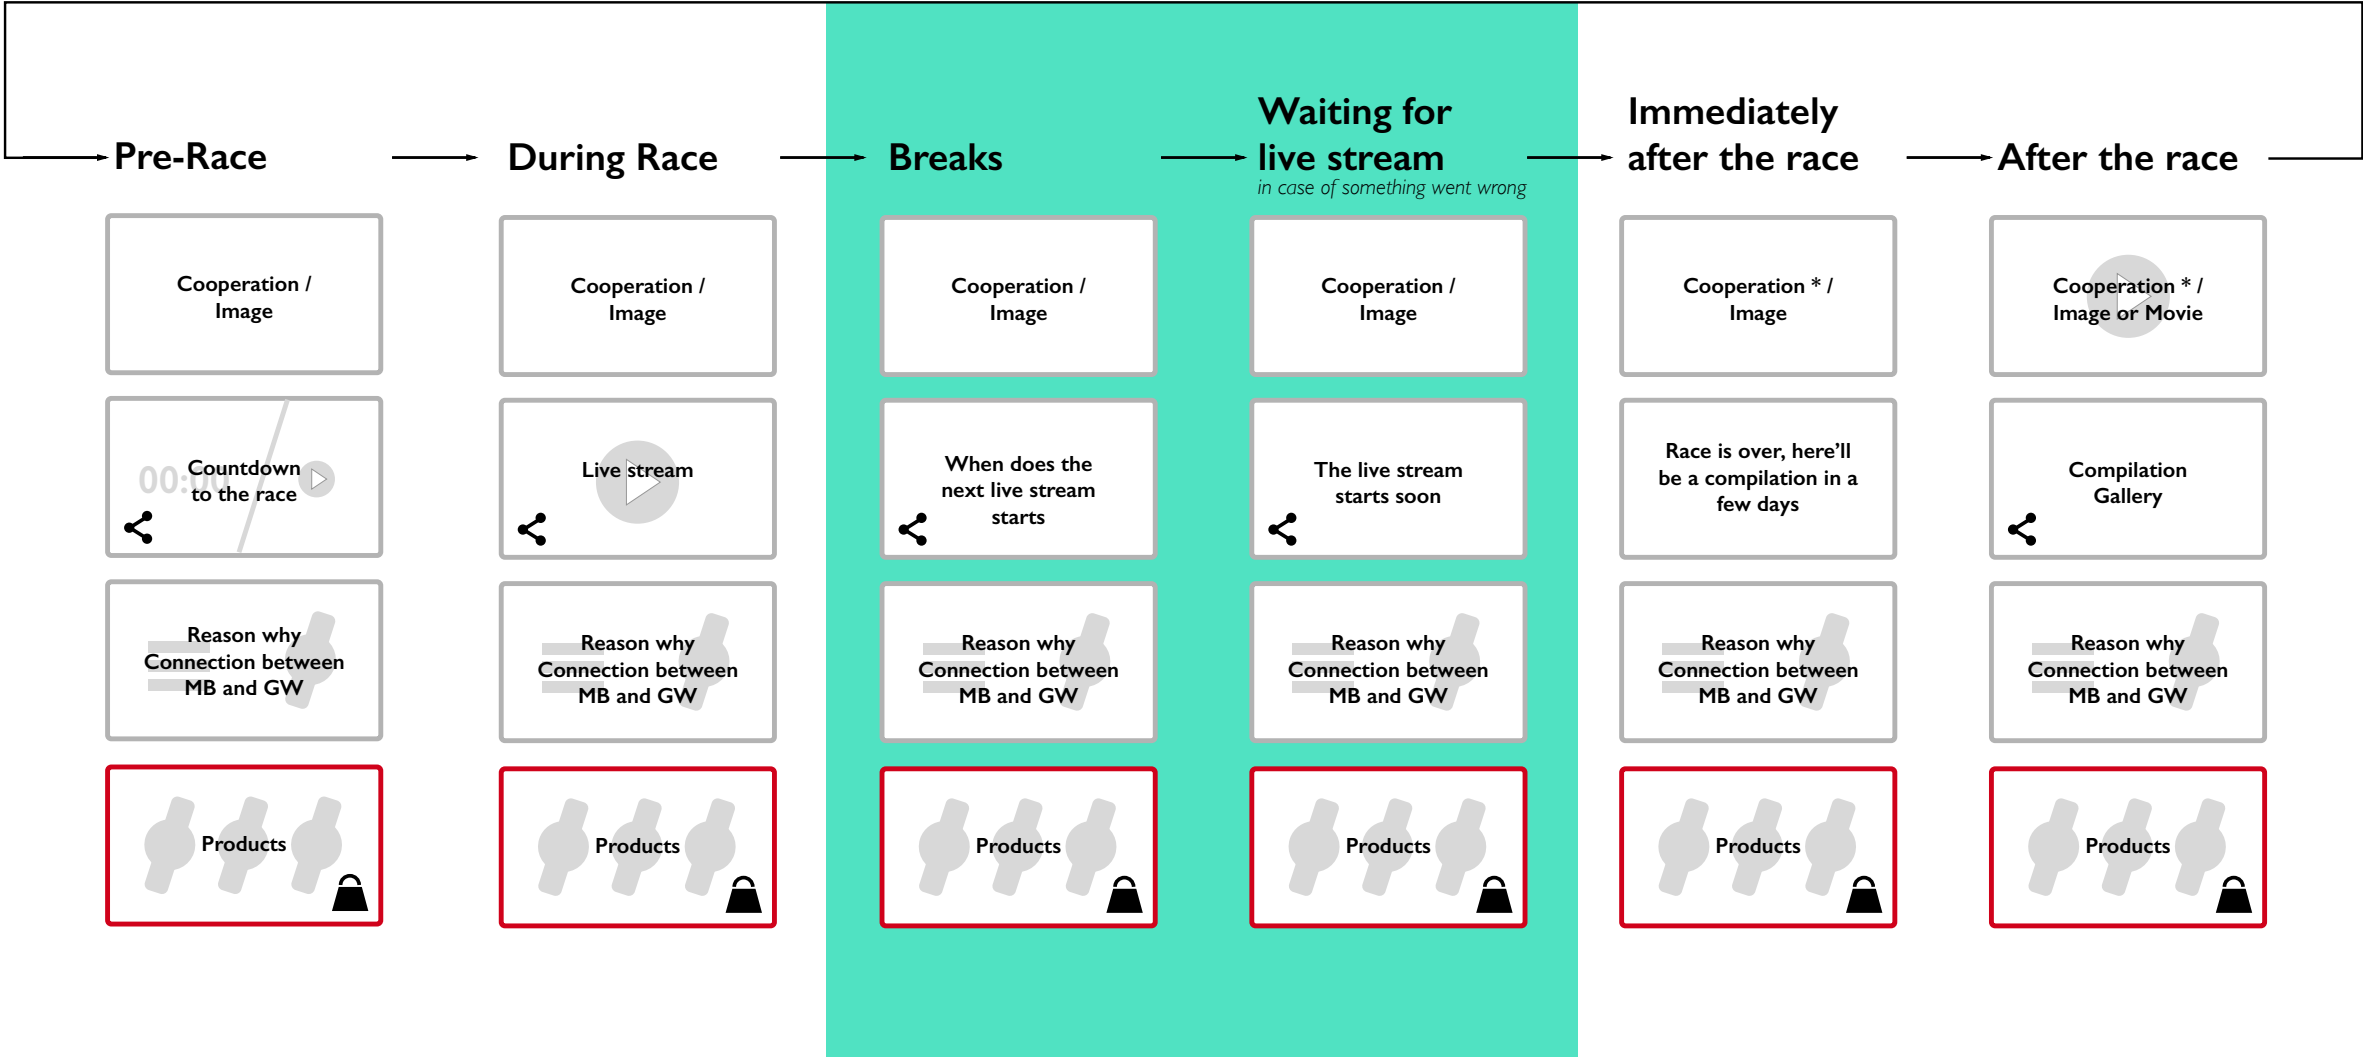 Pre-Race
During Race
Breaks
Waiting for
live stream
in case of something went wrong
Immediately
after the race
After the race
Cooperation /
Image
Cooperation /
Image
Cooperation /
Image
Cooperation /
Image
Cooperation * /
Image
Cooperation * /
Image or Movie
00:00
Countdown
to the race
Live stream
When does the
next live stream
starts
The live stream
starts soon
Race is over, here'll
be a compilation in a
few days
Compilation
Gallery
Reason why
Connection between
MB and GW
Reason why
Connection between
MB and GW
Reason why
Connection between
MB and GW
Reason why
Connection between
MB and GW
Reason why
Connection between
MB and GW
Reason why
Connection between
MB and GW
Products
Products
Products
Products
Products
Products